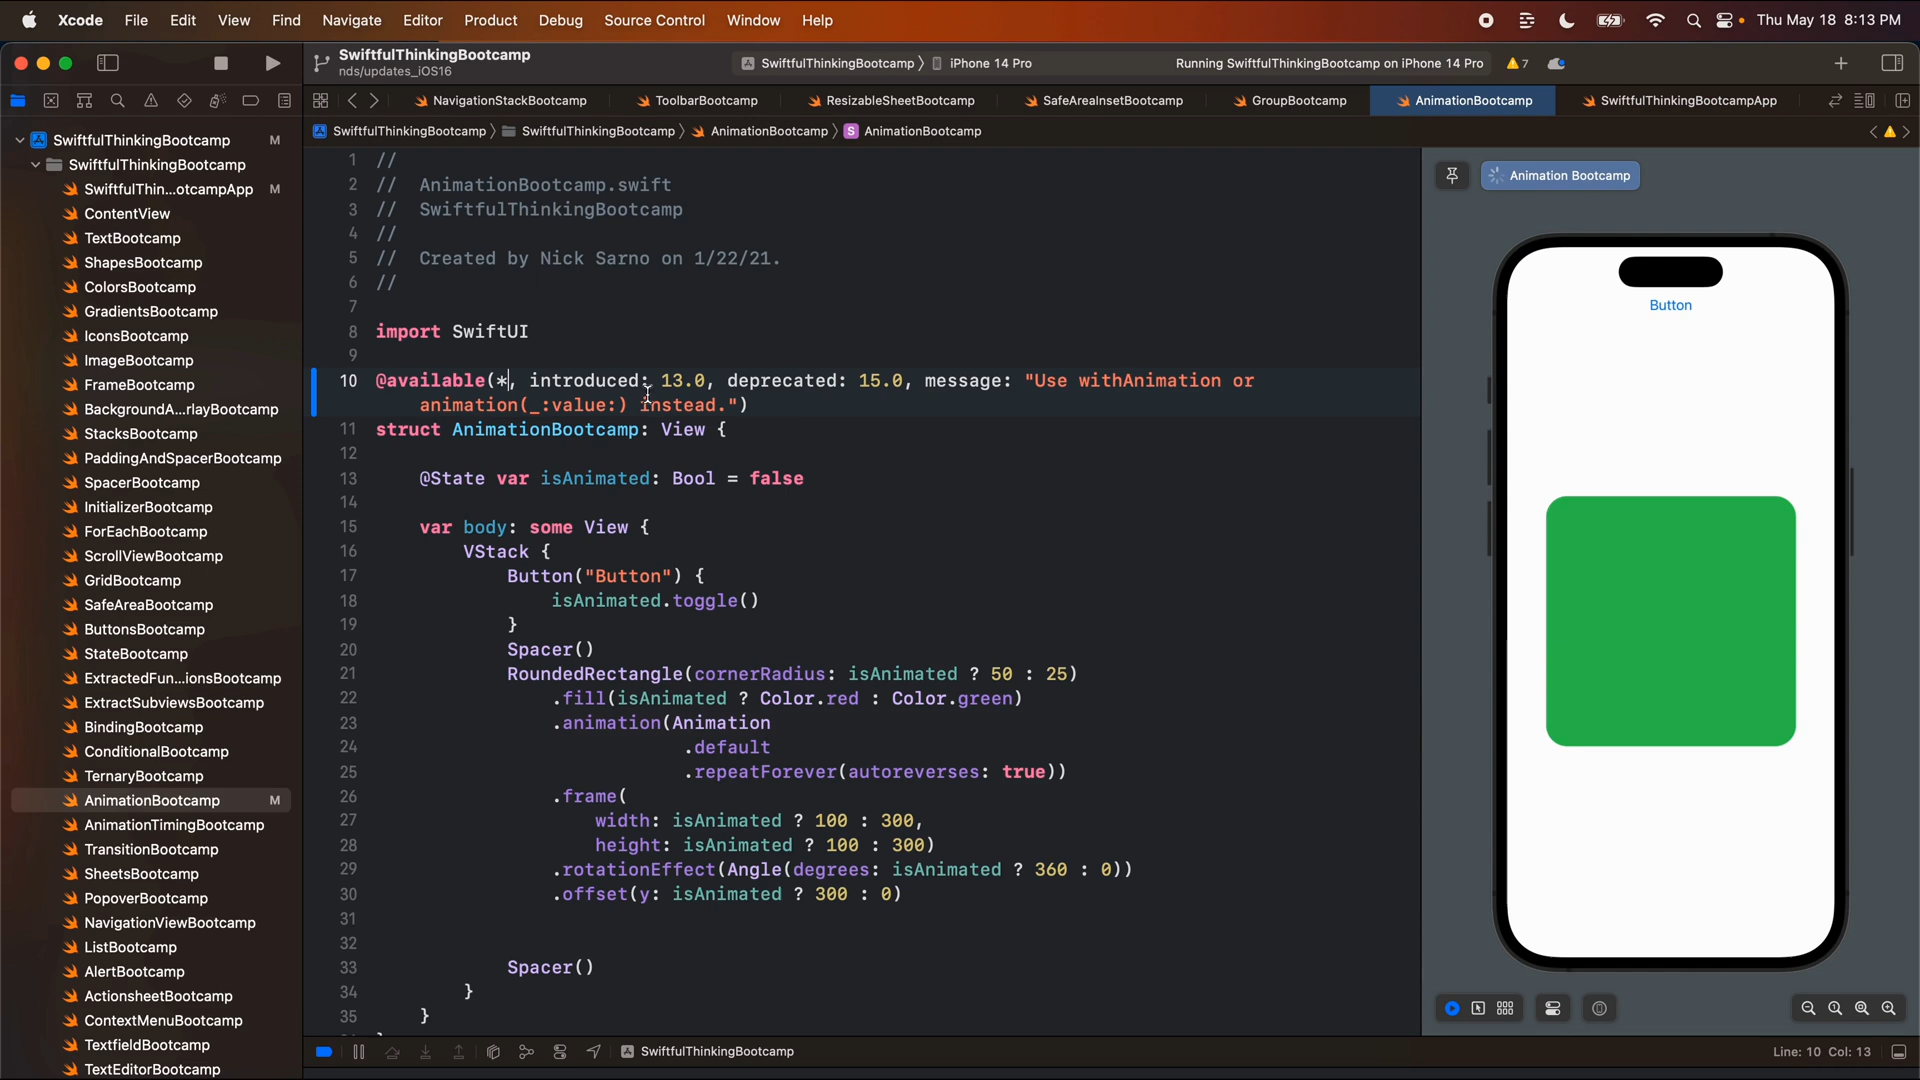 Xcode File Edit View Find Navigate Editor Product Debug Source Control Window Help Thu May 18 8:13 PM
SwiftfulThinkingBootcamp
nds/updates_iOS16
SwiftfulThinkingBootcamp 〉 iPhone 14 Pro
Running SwiftfulThinkingBootcamp on iPhone 14 Pro 7
NavigationStackBootcamp ToolbarBootcamp ResizableSheetBootcamp SafeAreaInsetBootcamp GroupBootcamp AnimationBootcamp SwiftfulThinkingBootcampApp
SwiftfulThinkingBootcamp 〉 SwiftfulThinkingBootcamp 〉 AnimationBootcamp 〉 S AnimationBootcamp
SwiftfulThinkingBootcamp M
SwiftfulThinkingBootcamp
SwiftfulThin...otcampApp M
ContentView
TextBootcamp
ShapesBootcamp
ColorsBootcamp
GradientsBootcamp
IconsBootcamp
ImageBootcamp
FrameBootcamp
BackgroundA...rlayBootcamp
StacksBootcamp
PaddingAndSpacerBootcamp
SpacerBootcamp
InitializerBootcamp
ForEachBootcamp
ScrollViewBootcamp
GridBootcamp
SafeAreaBootcamp
ButtonsBootcamp
StateBootcamp
ExtractedFun...ionsBootcamp
ExtractSubviewsBootcamp
BindingBootcamp
ConditionalBootcamp
TernaryBootcamp
AnimationBootcamp M
AnimationTimingBootcamp
TransitionBootcamp
SheetsBootcamp
PopoverBootcamp
NavigationViewBootcamp
ListBootcamp
AlertBootcamp
ActionsheetBootcamp
ContextMenuBootcamp
TextfieldBootcamp
TextEditorBootcamp
1 //
2 //  AnimationBootcamp.swift
3 //  SwiftfulThinkingBootcamp
4 //
5 //  Created by Nick Sarno on 1/22/21.
6 //
7
8 import SwiftUI
9
10 @available(*, introduced: 13.0, deprecated: 15.0, message: "Use withAnimation or
animation(_:value:) instead.")
11 struct AnimationBootcamp: View {
12
13 @State var isAnimated: Bool = false
14
15 var body: some View {
16 VStack {
17 Button("Button") {
18 isAnimated.toggle()
19 }
20 Spacer()
21 RoundedRectangle(cornerRadius: isAnimated ? 50 : 25)
22 .fill(isAnimated ? Color.red : Color.green)
23 .animation(Animation
24 .default
25 .repeatForever(autoreverses: true))
26 .frame(
27 width: isAnimated ? 100 : 300,
28 height: isAnimated ? 100 : 300)
29 .rotationEffect(Angle(degrees: isAnimated ? 360 : 0))
30 .offset(y: isAnimated ? 300 : 0)
31
32
33 Spacer()
34 }
35 }
Animation Bootcamp
Button
SwiftfulThinkingBootcamp
Line: 10 Col: 13